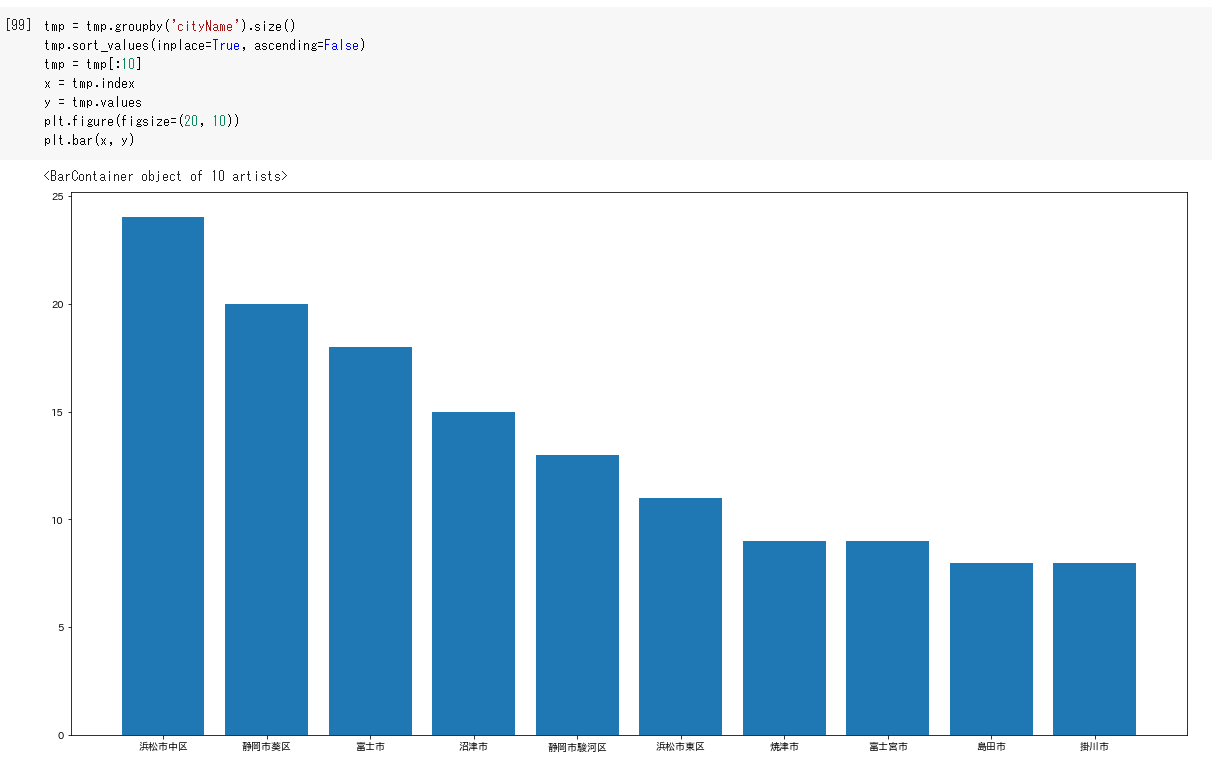 [99] tmp = tmp.groupby('cityName').size()
tmp.sort_values(inplace=True, ascending=False)
tmp = tmp[:10]
x = tmp.index
y = tmp.values
plt.figure(figsize=(20, 10))
plt.bar(x, y)
<BarContainer object of 10 artists>
25
20
15
10
5
0
浜松市中区 静岡市葵区 富士市 沼津市 静岡市駿河区 浜松市東区 焼津市 富士宮市 島田市 掛川市